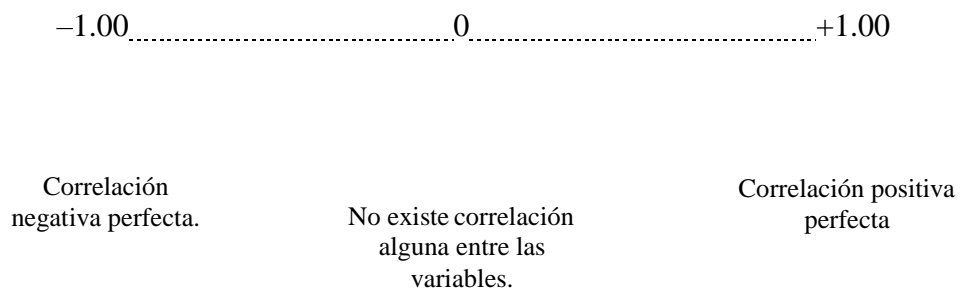 –1.00 0 +1.00
Correlación
negativa perfecta.
No existe correlación
alguna entre las
variables.
Correlación positiva
perfecta